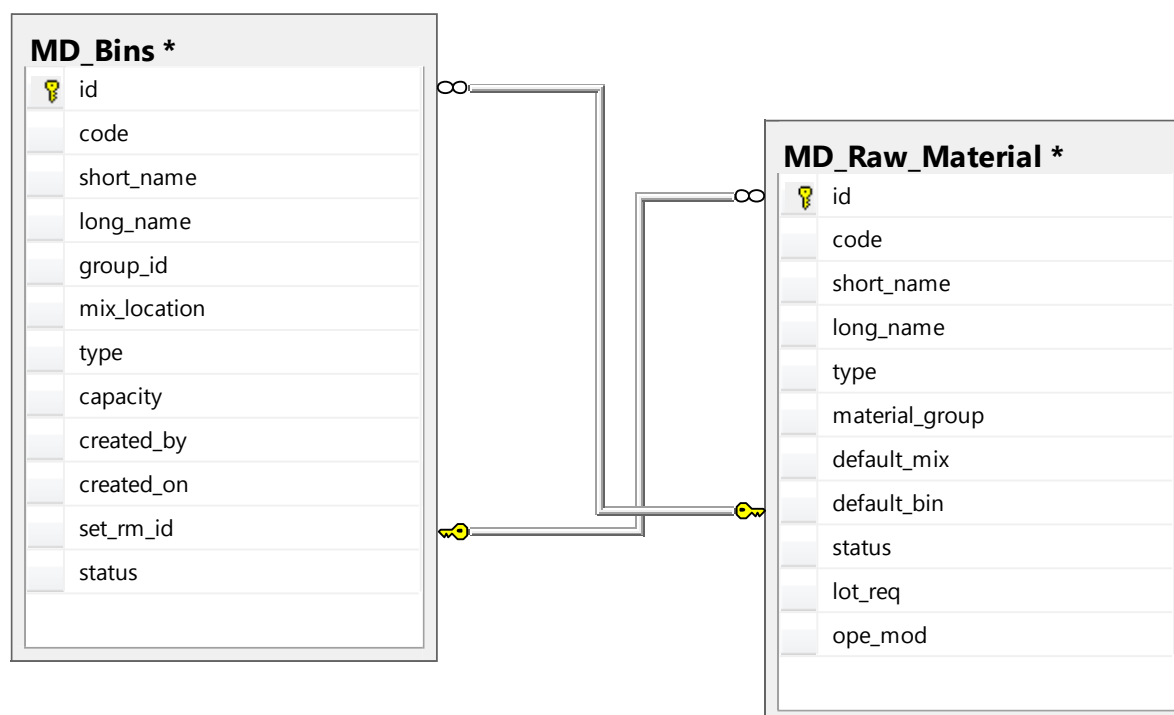 MD_Bins *
id
code
short_name
long_name
group_id
mix_location
type
capacity
created_by
created_on
set_rm_id
status
MD_Raw_Material *
id
code
short_name
long_name
type
material_group
default_mix
default_bin
status
lot_req
ope_mod